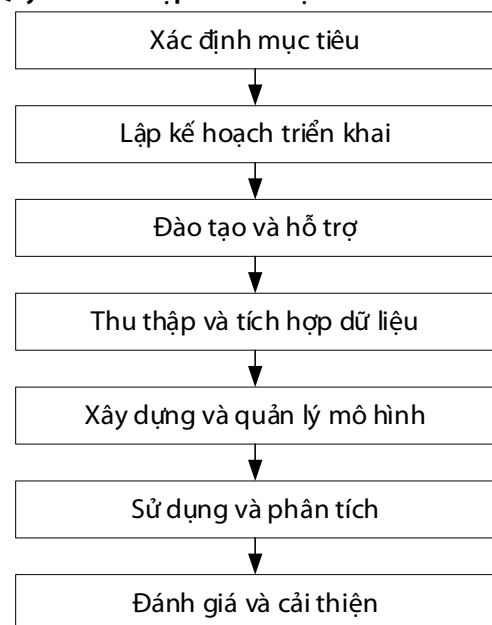 Xác định mục tiêu
Lập kế hoạch triển khai
Đào tạo và hỗ trợ
Thu thập và tích hợp dữ liệu
Xây dựng và quản lý mô hình
Sử dụng và phân tích
Đánh giá và cải thiện